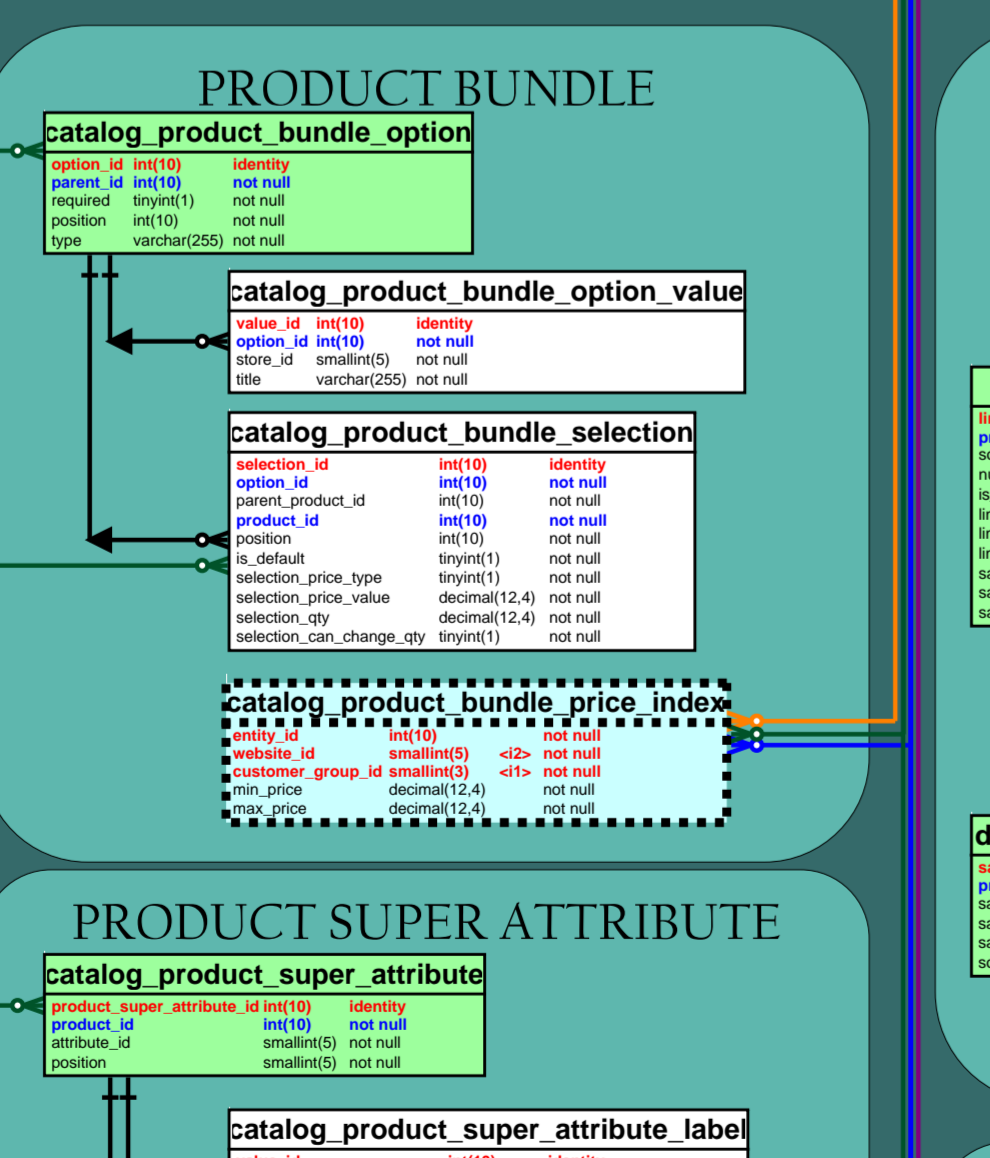 PRODUCT BUNDLE
catalog_product_bundle_option
option_id int(10) identity
parent_id int(10) not null
required tinyint(1) not null
position int(10) not null
type varchar(255) not null
catalog_product_bundle_option_value
value_id int(10) identity
option_id int(10) not null
store_id smallint(5) not null
title varchar(255) not null
catalog_product_bundle_selection
selection_id int(10) identity
option_id int(10) not null
parent_product_id int(10) not null
product_id int(10) not null
position int(10) not null
is_default tinyint(1) not null
selection_price_type tinyint(1) not null
selection_price_value decimal(12,4) not null
selection_qty decimal(12,4) not null
selection_can_change_qty tinyint(1) not null
catalog_product_bundle_price_index
entity_id int(10) not null
website_id smallint(5) <i2> not null
customer_group_id smallint(3) <i1> not null
min_price decimal(12,4) not null
max_price decimal(12,4) not null
PRODUCT SUPER ATTRIBUTE
catalog_product_super_attribute
product_super_attribute_id int(10) identity
product_id int(10) not null
attribute_id smallint(5) not null
position smallint(5) not null
catalog_product_super_attribute_label